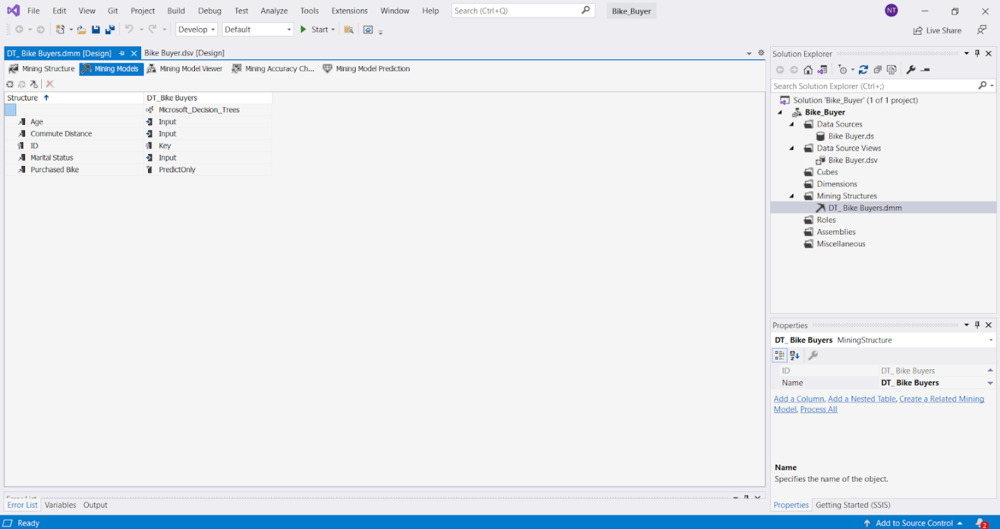 File Edit View Git Project Build Debug Test Analyze Tools Extensions Window Help Search (Ctrl+Q) Bike_Buyer NT
Develop Default Start Live Share
DT_ Bike Buyers.dmm [Design] Bike Buyer.dsv [Design]
Mining Structure Mining Models Mining Model Viewer Mining Accuracy Ch... Mining Model Prediction
Structure DT_Bike Buyers
Microsoft_Decision_Trees
Age Input
Commute Distance Input
ID Key
Marital Status Input
Purchased Bike PredictOnly
Solution Explorer
Search Solution Explorer (Ctrl+;)
Solution 'Bike_Buyer' (1 of 1 project)
Bike_Buyer
Data Sources
Bike Buyer.ds
Data Source Views
Bike Buyer.dsv
Cubes
Dimensions
Mining Structures
DT_ Bike Buyers.dmm
Roles
Assemblies
Miscellaneous
Properties
DT_ Bike Buyers MiningStructure
ID DT_ Bike Buyers
Name DT_ Bike Buyers
Add a Column, Add a Nested Table, Create a Related Mining
Model, Process All
Name
Specifies the name of the object.
Error List
Error List Variables Output
Properties Getting Started (SSIS)
Ready Add to Source Control 2